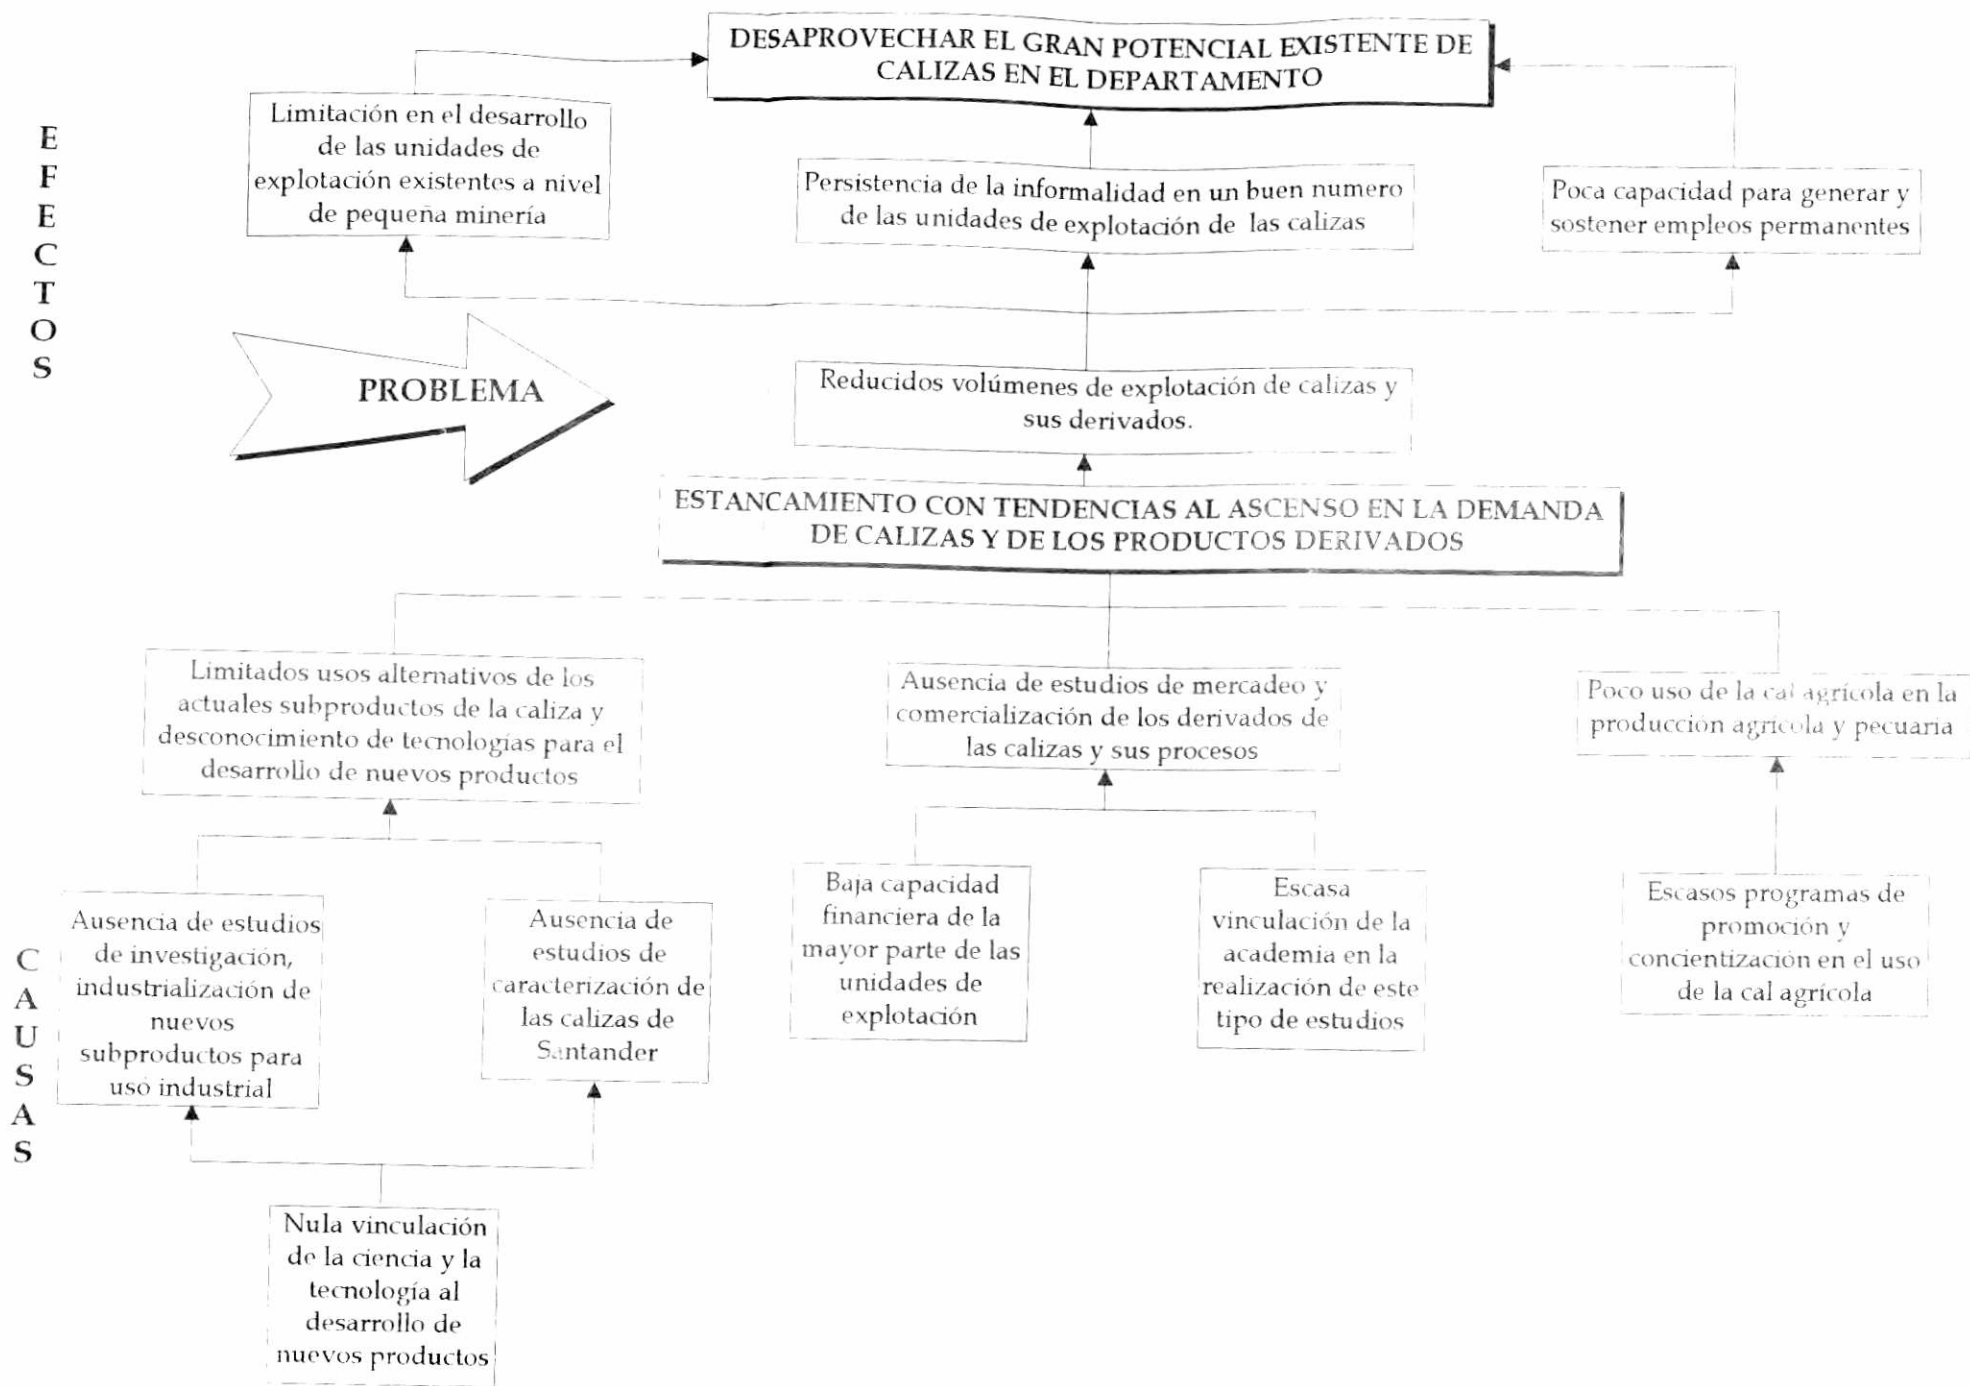 DESAPROVECHAR EL GRAN POTENCIAL EXISTENTE DE
CALIZAS EN EL DEPARTAMENTO
E
F
E
C
T
O
S
Limitación en el desarrollo
de las unidades de
explotación existentes a nivel
de pequeña minería
Persistencia de la informalidad en un buen numero
de las unidades de explotación de las calizas
Poca capacidad para generar y
sostener empleos permanentes
PROBLEMA
Reducidos volúmenes de explotación de calizas y
sus derivados.
ESTANCAMIENTO CON TENDENCIAS AL ASCENSO EN LA DEMANDA
DE CALIZAS Y DE LOS PRODUCTOS DERIVADOS
Limitados usos alternativos de los
actuales subproductos de la caliza y
desconocimiento de tecnologías para el
desarrollo de nuevos productos
Ausencia de estudios de mercadeo y
comercialización de los derivados de
las calizas y sus procesos
Poco uso de la cal agrícola en la
producción agrícola y pecuaria
C
A
U
S
A
S
Ausencia de estudios
de investigación,
industrialización de
nuevos
subproductos para
uso industrial
Ausencia de
estudios de
caracterización de
las calizas de
Santander
Baja capacidad
financiera de la
mayor parte de las
unidades de
explotación
Escasa
vinculación de la
academia en la
realización de este
tipo de estudios
Escasos programas de
promoción y
concientización en el uso
de la cal agrícola
Nula vinculación
de la ciencia y la
tecnología al
desarrollo de
nuevos productos